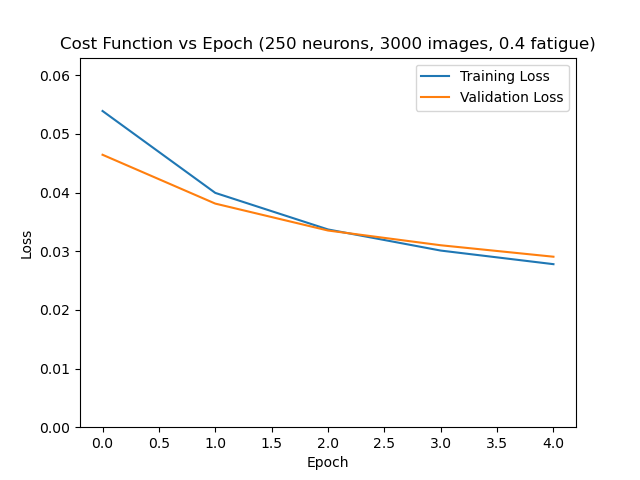 Cost Function vs Epoch (250 neurons, 3000 images, 0.4 fatigue)
Training Loss
Validation Loss
0.06
0.05
0.04
0.03
0.02
0.01
0.00
Loss
0.0 0.5 1.0 1.5 2.0 2.5 3.0 3.5 4.0
Epoch